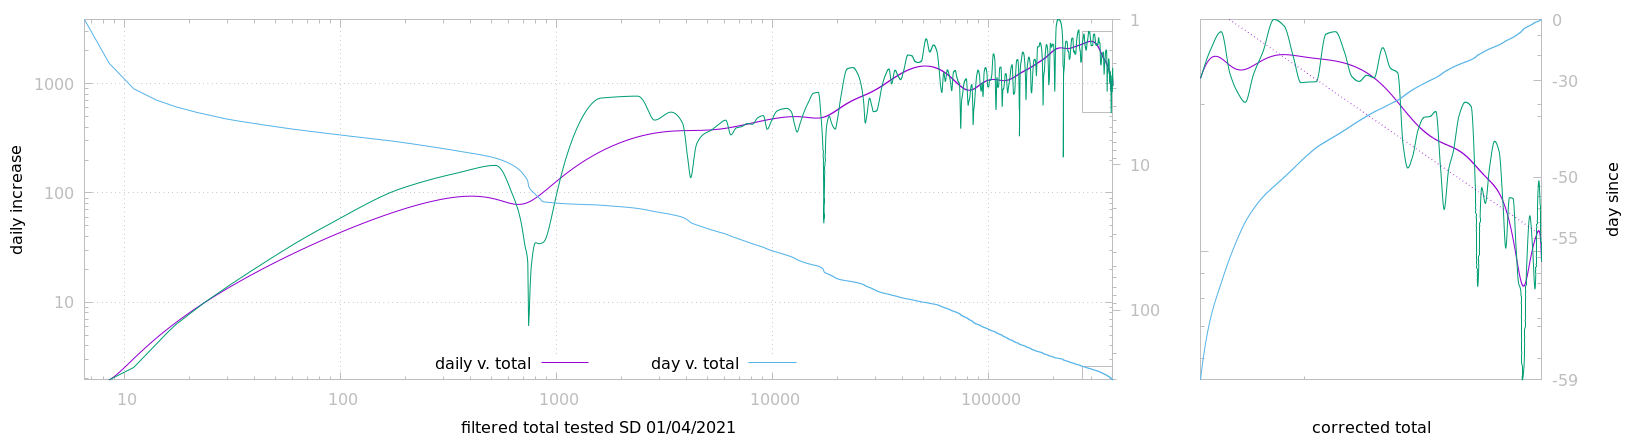 daily increase
1000
100
10
daily v. total
day v. total
10
100
1000
10000
100000
filtered total tested SD 01/04/2021
1
10
100
0
-30
-50
-55
-59
day since
corrected total